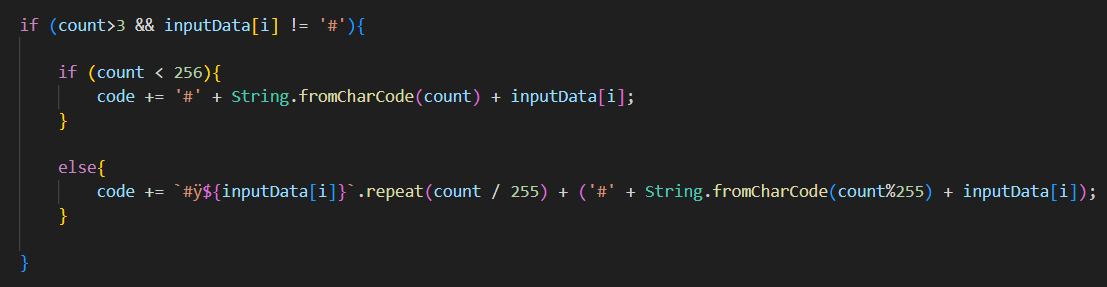 if (count>3 && inputData[i] != '#'){
if (count < 256){
code += '#' + String.fromCharCode(count) + inputData[i];
}
else{
code += `#ÿ${inputData[i]}`.repeat(count / 255) + ('#' + String.fromCharCode(count%255) + inputData[i]);
}
}